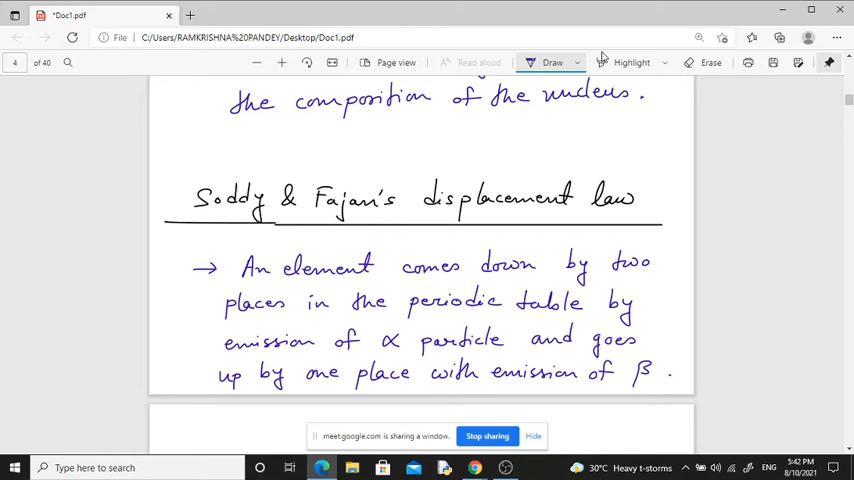 *Doc1.pdf
File C:/Users/RAMKRISHNA%20PANDEY/Desktop/Doc1.pdf
4 of 40 Page view Read aloud Draw Highlight Erase
the composition of the nucleus.
Soddy & Fajan's displacement law
→ An element comes down by two
places in the periodic table by
emission of α particle and goes
up by one place with emission of β.
meet.google.com is sharing a window. Stop sharing Hide
Type here to search 30°C Heavy t-storms ENG 5:42 PM
8/10/2021